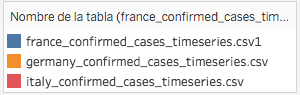 Nombre de la tabla (france_confirmed_cases_tim...
france_confirmed_cases_timeseries.csv1
germany_confirmed_cases_timeseries.csv
italy_confirmed_cases_timeseries.csv